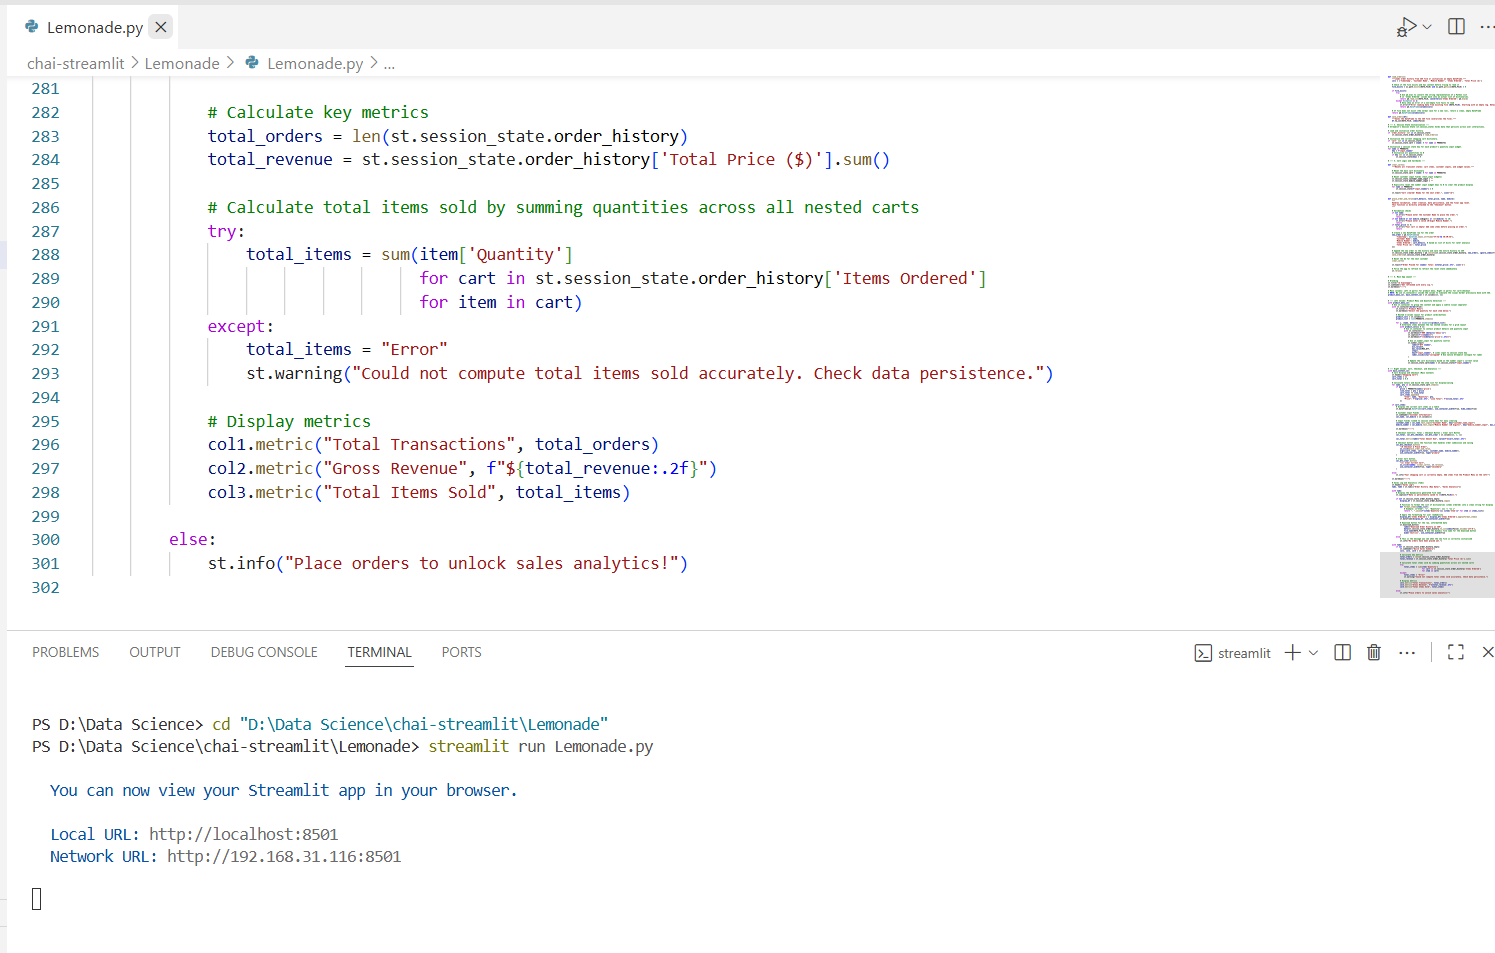 Lemonade.py
chai-streamlit > Lemonade > Lemonade.py > ...
281
282 # Calculate key metrics
283 total_orders = len(st.session_state.order_history)
284 total_revenue = st.session_state.order_history['Total Price ($)'].sum()
285
286 # Calculate total items sold by summing quantities across all nested carts
287 try:
288 total_items = sum(item['Quantity']
289 for cart in st.session_state.order_history['Items Ordered']
290 for item in cart)
291 except:
292 total_items = "Error"
293 st.warning("Could not compute total items sold accurately. Check data persistence.")
294
295 # Display metrics
296 col1.metric("Total Transactions", total_orders)
297 col2.metric("Gross Revenue", f"${total_revenue:.2f}")
298 col3.metric("Total Items Sold", total_items)
299
300 else:
301 st.info("Place orders to unlock sales analytics!")
302
PROBLEMS OUTPUT DEBUG CONSOLE TERMINAL PORTS streamlit
PS D:\Data Science> cd "D:\Data Science\chai-streamlit\Lemonade"
PS D:\Data Science\chai-streamlit\Lemonade> streamlit run Lemonade.py
You can now view your Streamlit app in your browser.
Local URL: http://localhost:8501
Network URL: http://192.168.31.116:8501